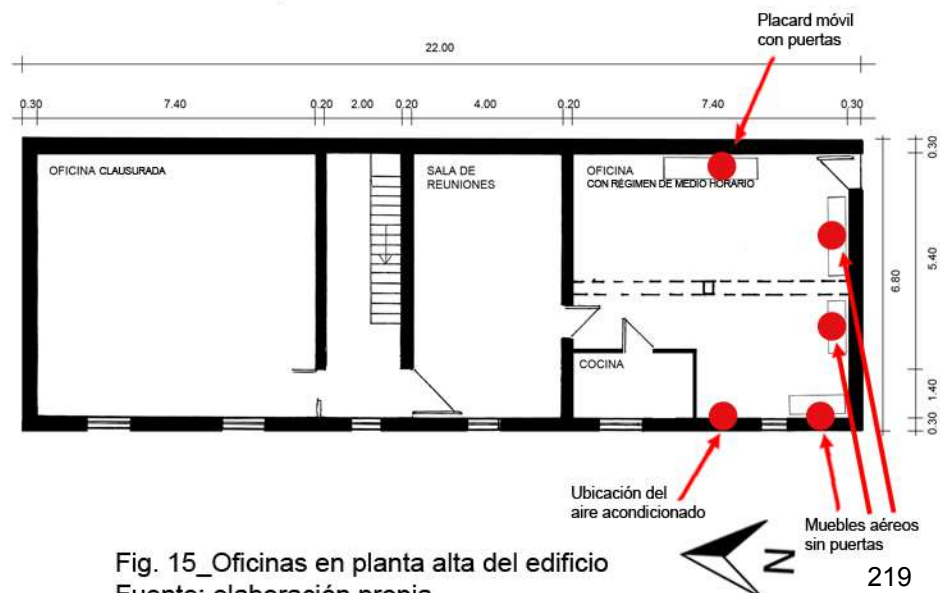 Placard móvil
con puertas
22.00
0.30
7.40
0.20
2.00
0.20
4.00
0.20
7.40
0.30
OFICINA CLAUSURADA
SALA DE
REUNIONES
OFICINA
CON RÉGIMEN DE MEDIO HORARIO
COCINA
0.30
5.40
6.80
1.40
0.30
Ubicación del
aire acondicionado
Muebles aéreos
sin puertas
N
Fig. 15_Oficinas en planta alta del edificio
Fuente: elaboración propia
219